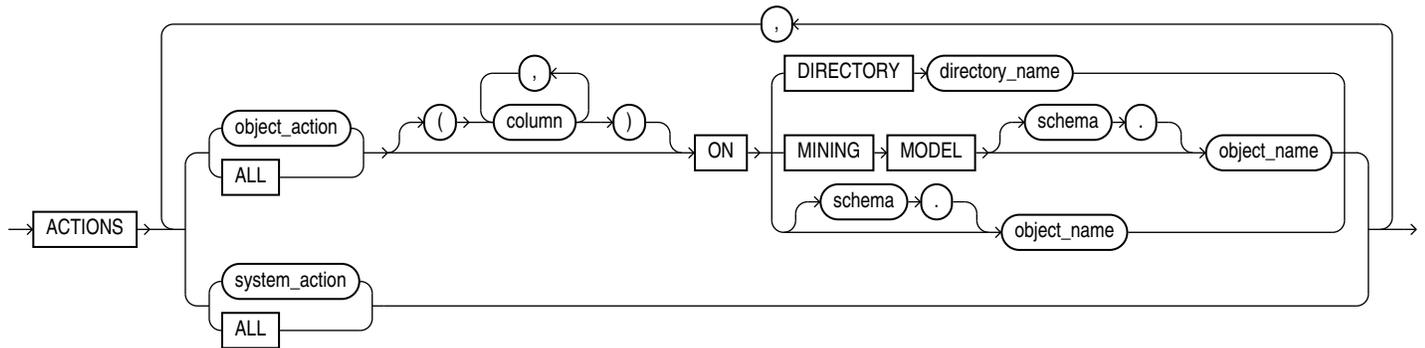 ,
,
DIRECTORY directory_name
object_action ( column ) schema .
ON MINING MODEL object_name
ALL
schema .
ACTIONS object_name
system_action
ALL